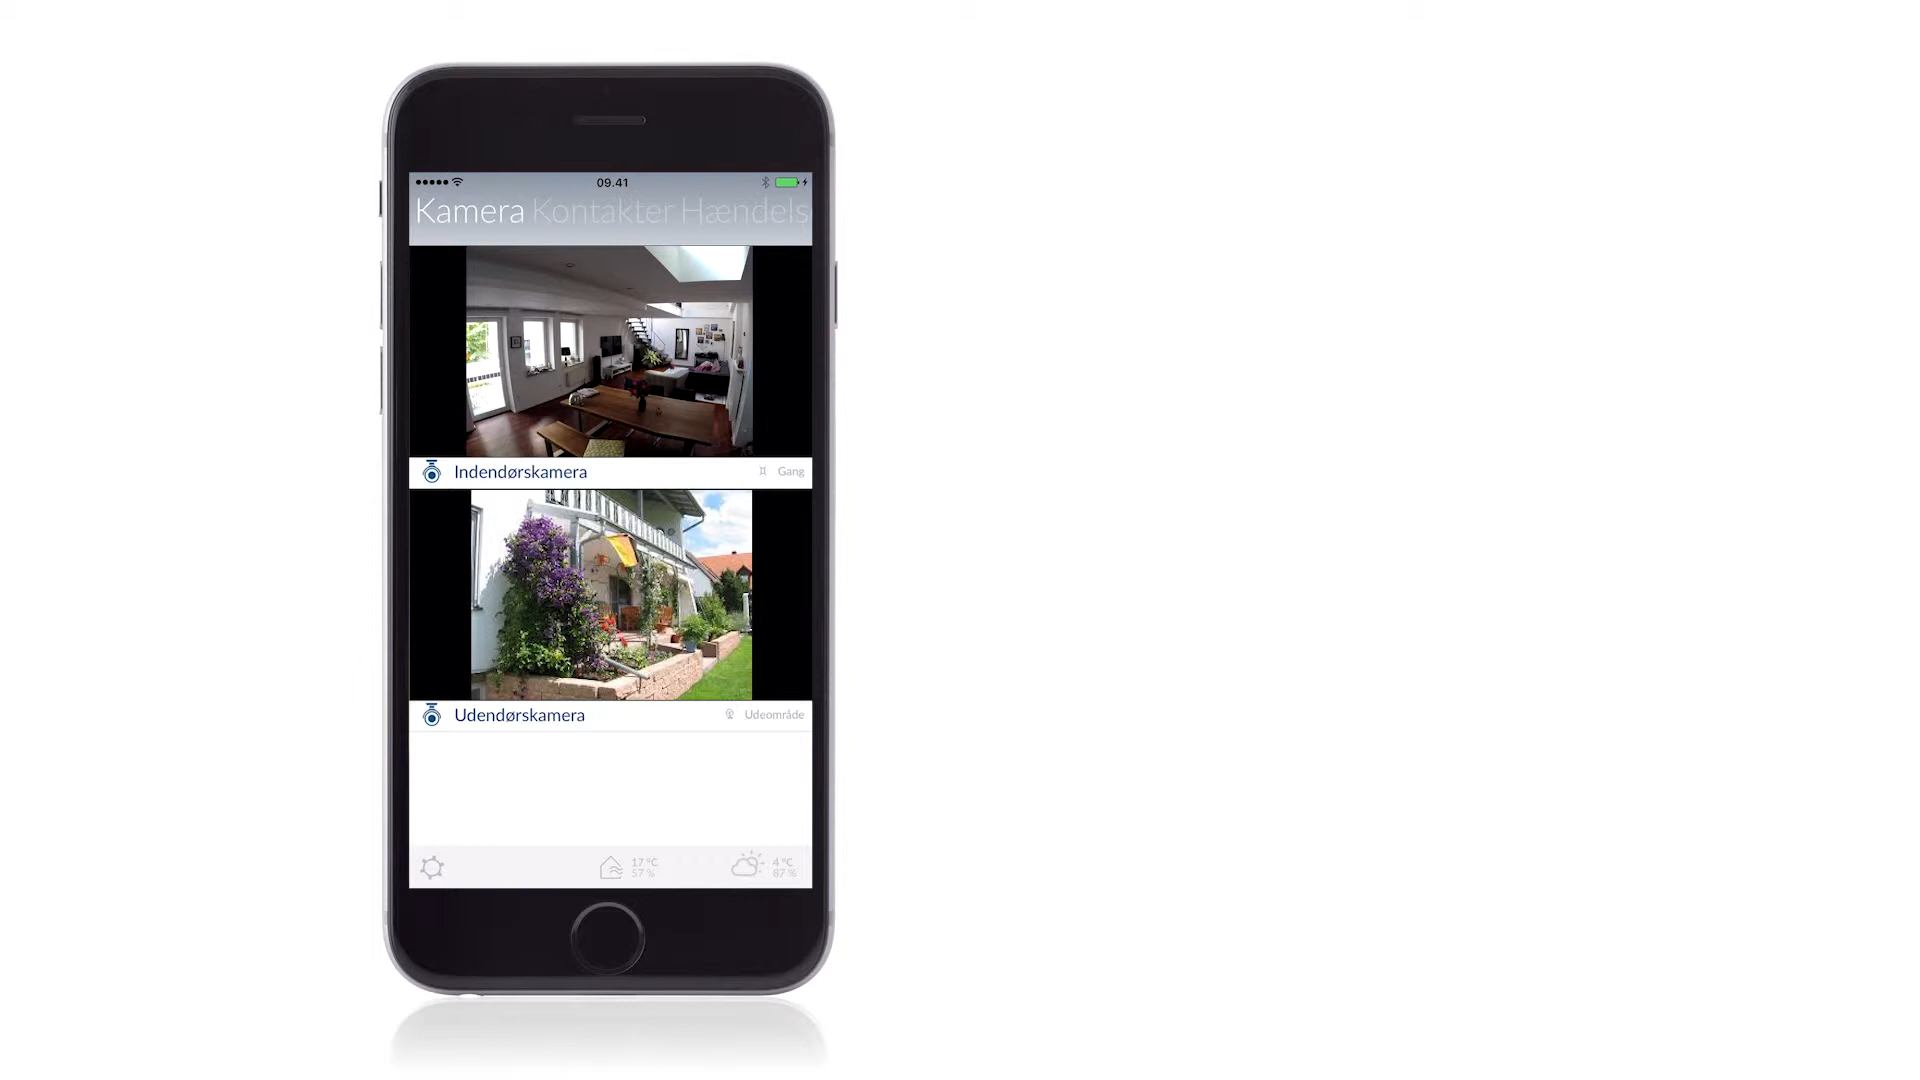 09.41
Kamera Kontakter Hændels
Indendørskamera Gang
Udendørskamera Udeområde
17 °C 4 °C
57 % 87 %